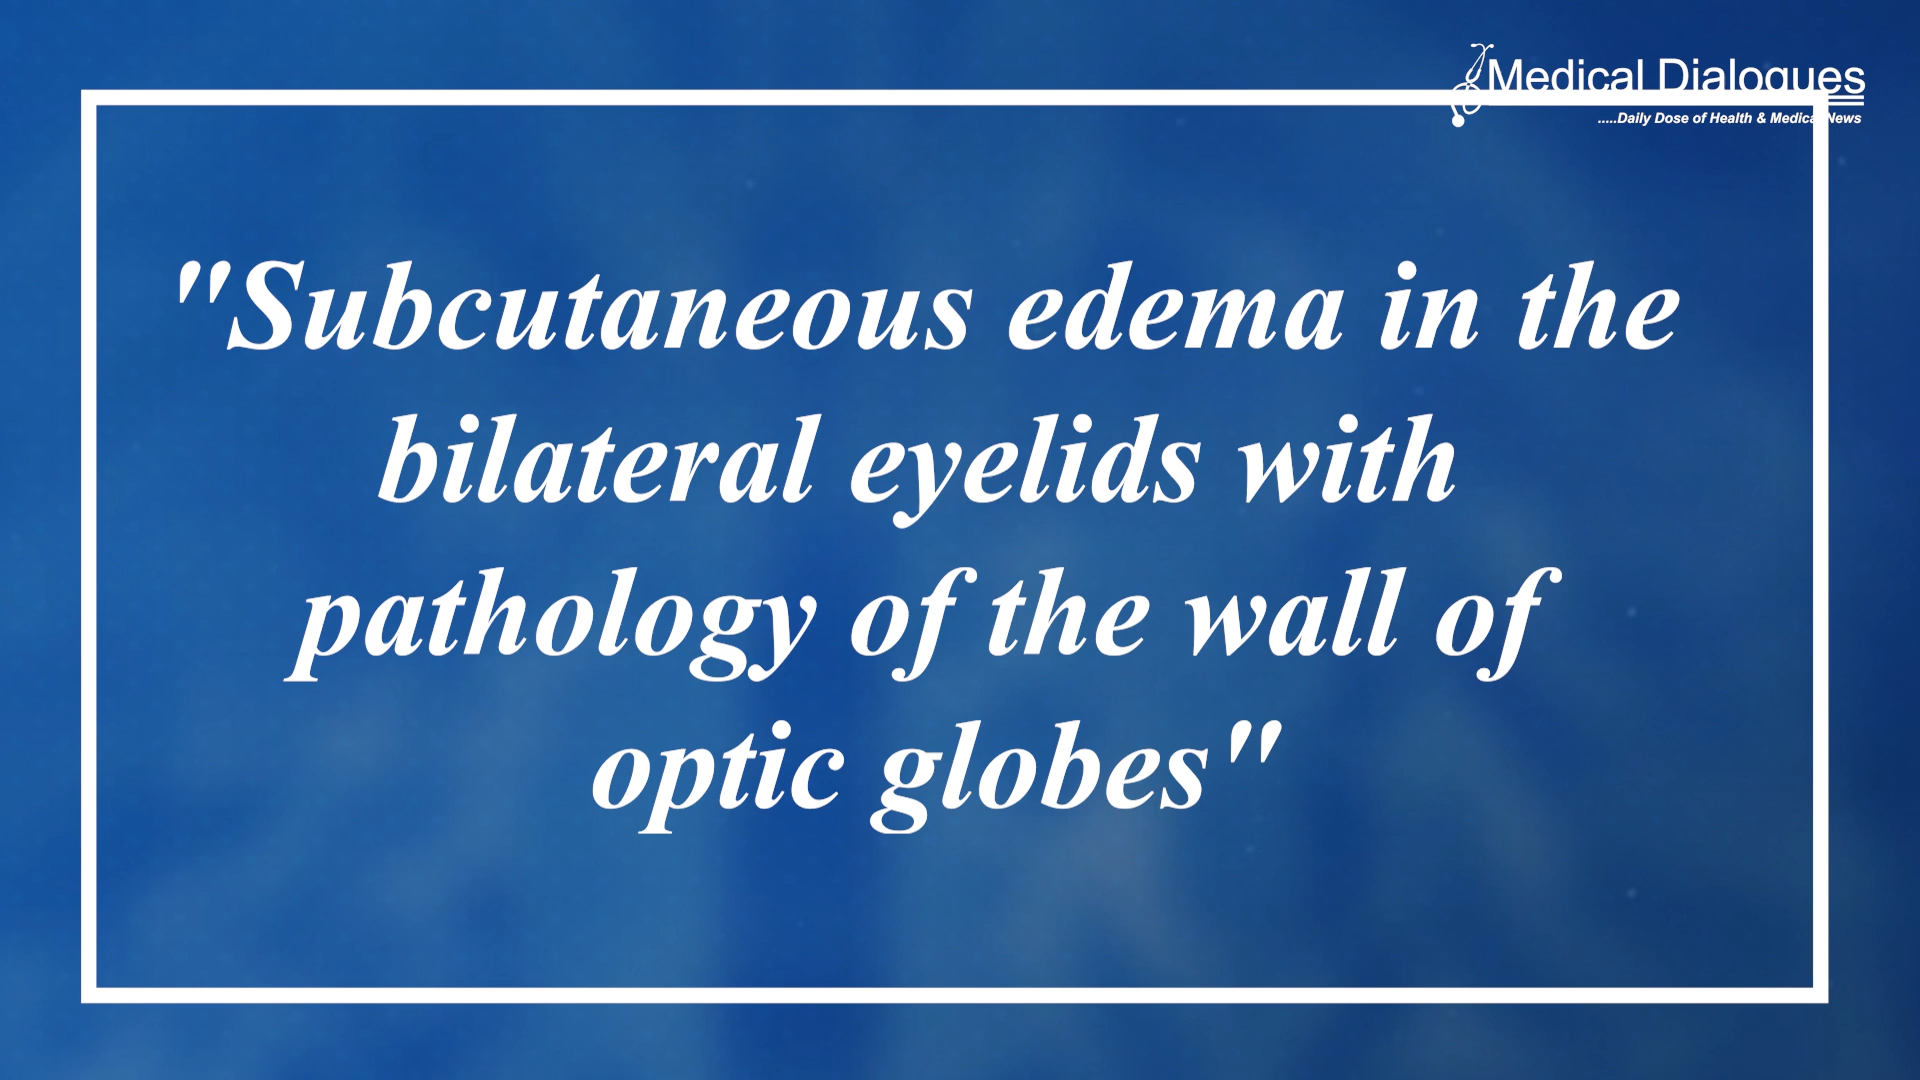 Medical Dialogues
.....Daily Dose of Health & Medical News
"Subcutaneous edema in the
bilateral eyelids with
pathology of the wall of
optic globes"